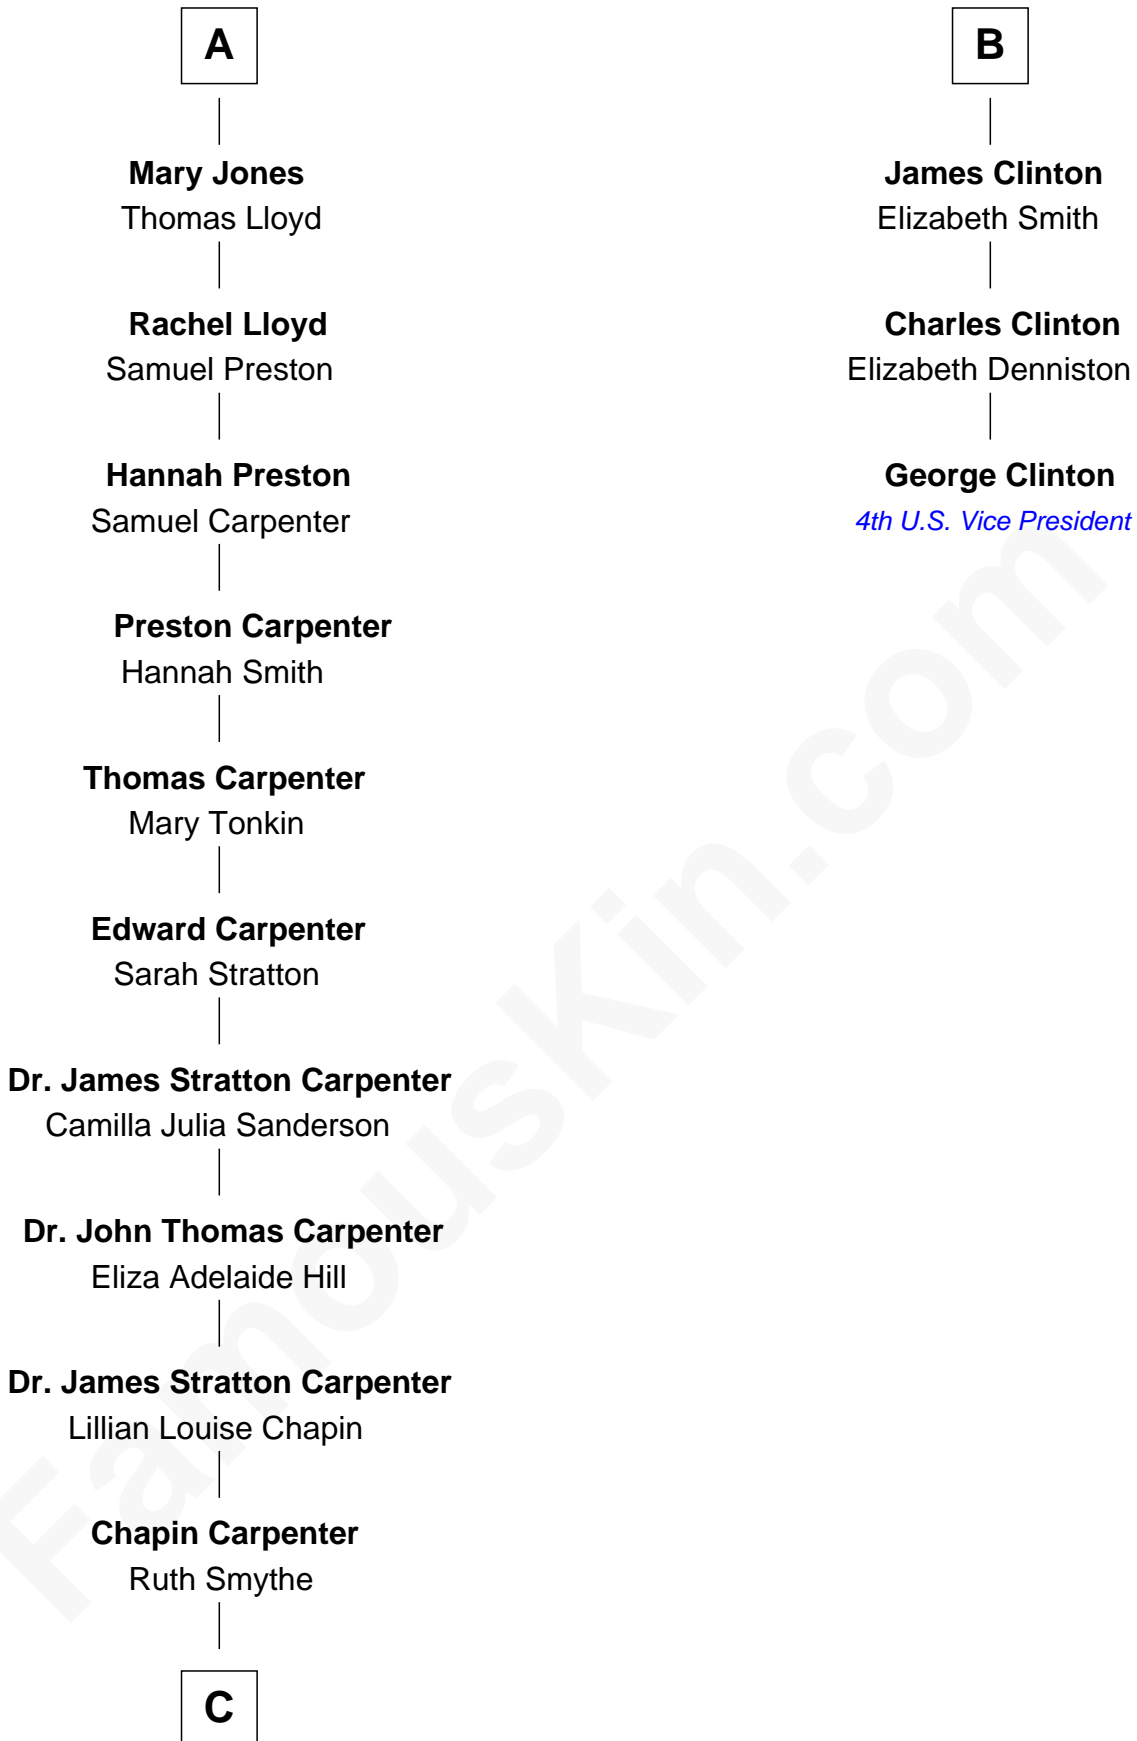 A
Mary Jones
Thomas Lloyd
Rachel Lloyd
Samuel Preston
Hannah Preston
Samuel Carpenter
Preston Carpenter
Hannah Smith
Thomas Carpenter
Mary Tonkin
Edward Carpenter
Sarah Stratton
Dr. James Stratton Carpenter
Camilla Julia Sanderson
Dr. John Thomas Carpenter
Eliza Adelaide Hill
Dr. James Stratton Carpenter
Lillian Louise Chapin
Chapin Carpenter
Ruth Smythe
C
B
James Clinton
Elizabeth Smith
Charles Clinton
Elizabeth Denniston
George Clinton
4th U.S. Vice President
FamousKin.com